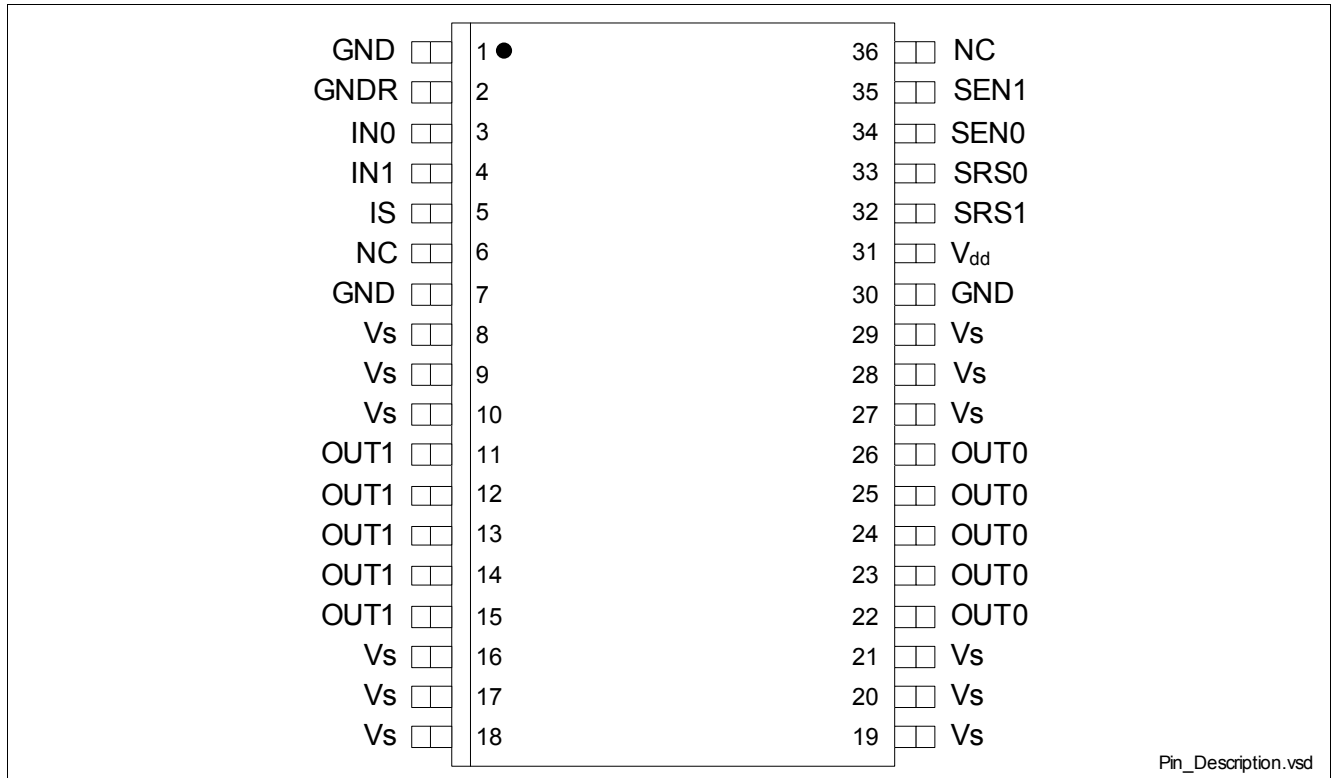 GND 1 36 NC
GNDR 2 35 SEN1
IN0 3 34 SEN0
IN1 4 33 SRS0
IS 5 32 SRS1
NC 6 31 Vdd
GND 7 30 GND
Vs 8 29 Vs
Vs 9 28 Vs
Vs 10 27 Vs
OUT1 11 26 OUT0
OUT1 12 25 OUT0
OUT1 13 24 OUT0
OUT1 14 23 OUT0
OUT1 15 22 OUT0
Vs 16 21 Vs
Vs 17 20 Vs
Vs 18 19 Vs
Pin_Description.vsd